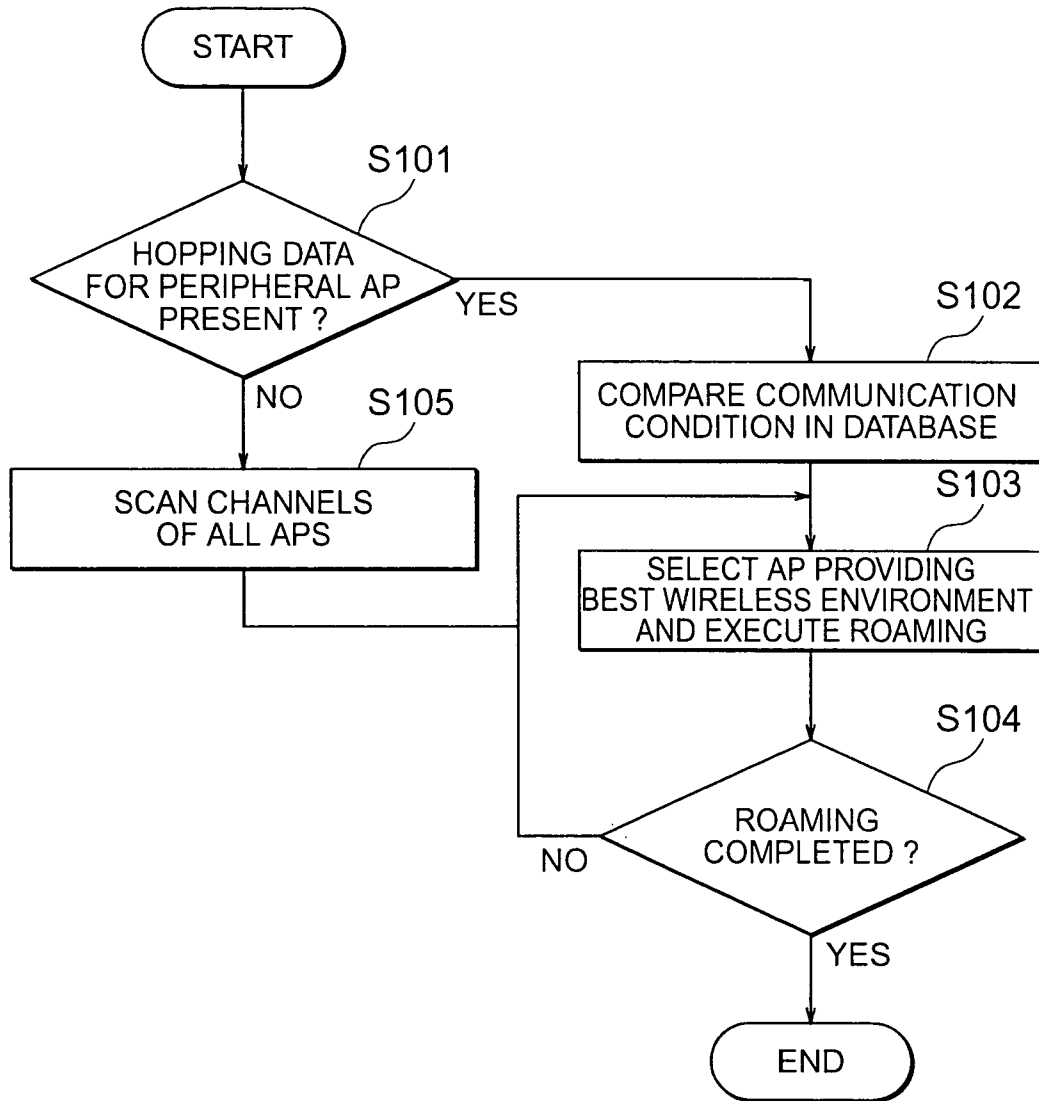 START
S101
HOPPING DATA
FOR PERIPHERAL AP
PRESENT ?
YES
NO
S102
COMPARE COMMUNICATION
CONDITION IN DATABASE
S105
SCAN CHANNELS
OF ALL APS
S103
SELECT AP PROVIDING
BEST WIRELESS ENVIRONMENT
AND EXECUTE ROAMING
S104
ROAMING
COMPLETED ?
NO
YES
END